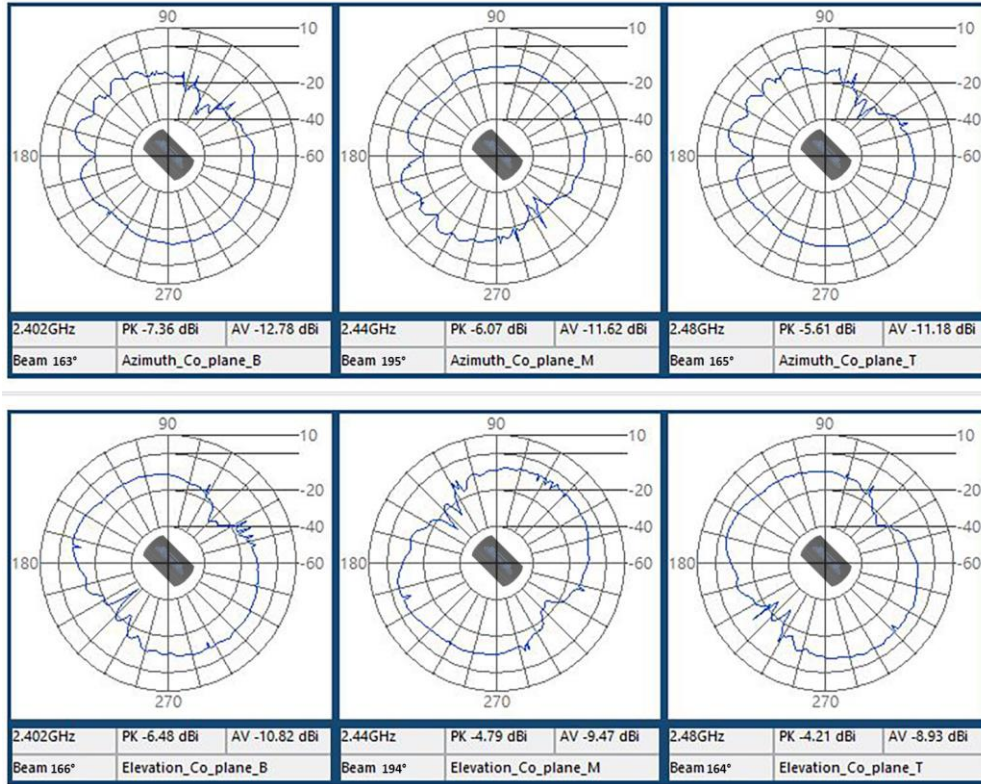 90 90 90
10 10 10
-20 -20 -20
-40 -40 -40
180 -60 180 -60 180 -60
270 270 270
2.402GHz PK -7.36 dBi AV -12.78 dBi 2.44GHz PK -6.07 dBi AV -11.62 dBi 2.48GHz PK -5.61 dBi AV -11.18 dBi
Beam 163° Azimuth_Co_plane_B Beam 195° Azimuth_Co_plane_M Beam 165° Azimuth_Co_plane_T
90 90 90
10 10 10
-20 -20 -20
-40 -40 -40
180 -60 180 -60 180 -60
270 270 270
2.402GHz PK -6.48 dBi AV -10.82 dBi 2.44GHz PK -4.79 dBi AV -9.47 dBi 2.48GHz PK -4.21 dBi AV -8.93 dBi
Beam 166° Elevation_Co_plane_B Beam 194° Elevation_Co_plane_M Beam 164° Elevation_Co_plane_T